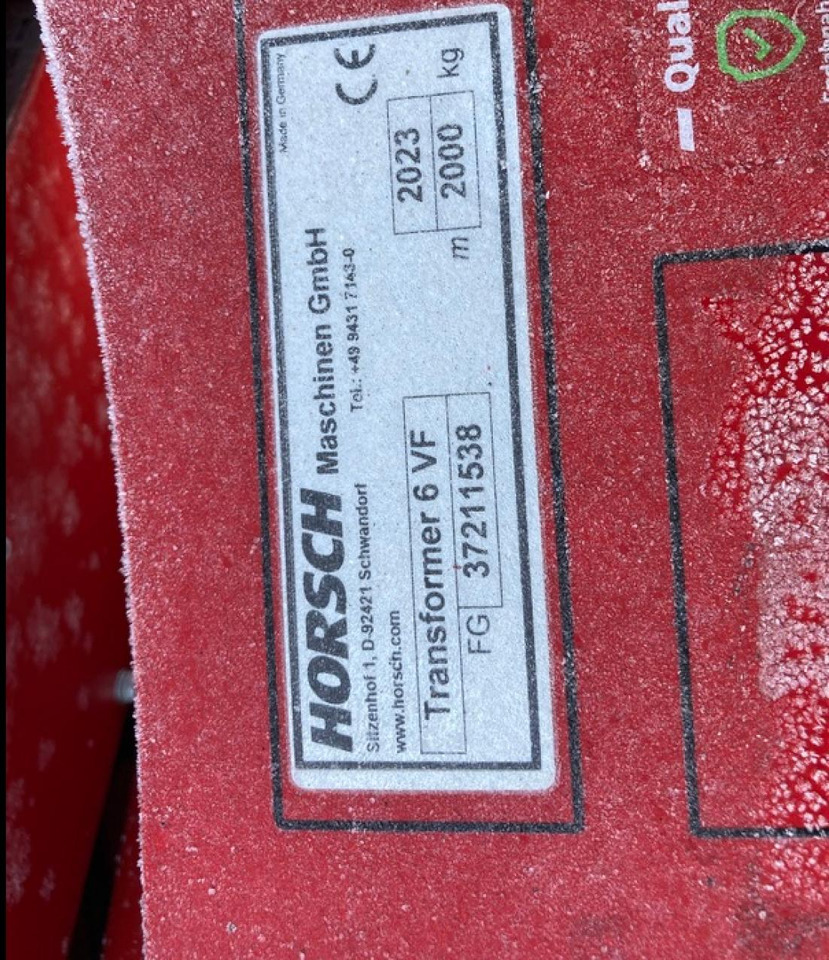 HORSCH Maschinen GmbH
Made in Germany
Sitzenhof 1, D-92421 Schwandorf Tel.: +49 9431 7143-0
www.horsch.com
CE
Transformer 6 VF
2023
FG 37211538
m 2000 kg
Qual